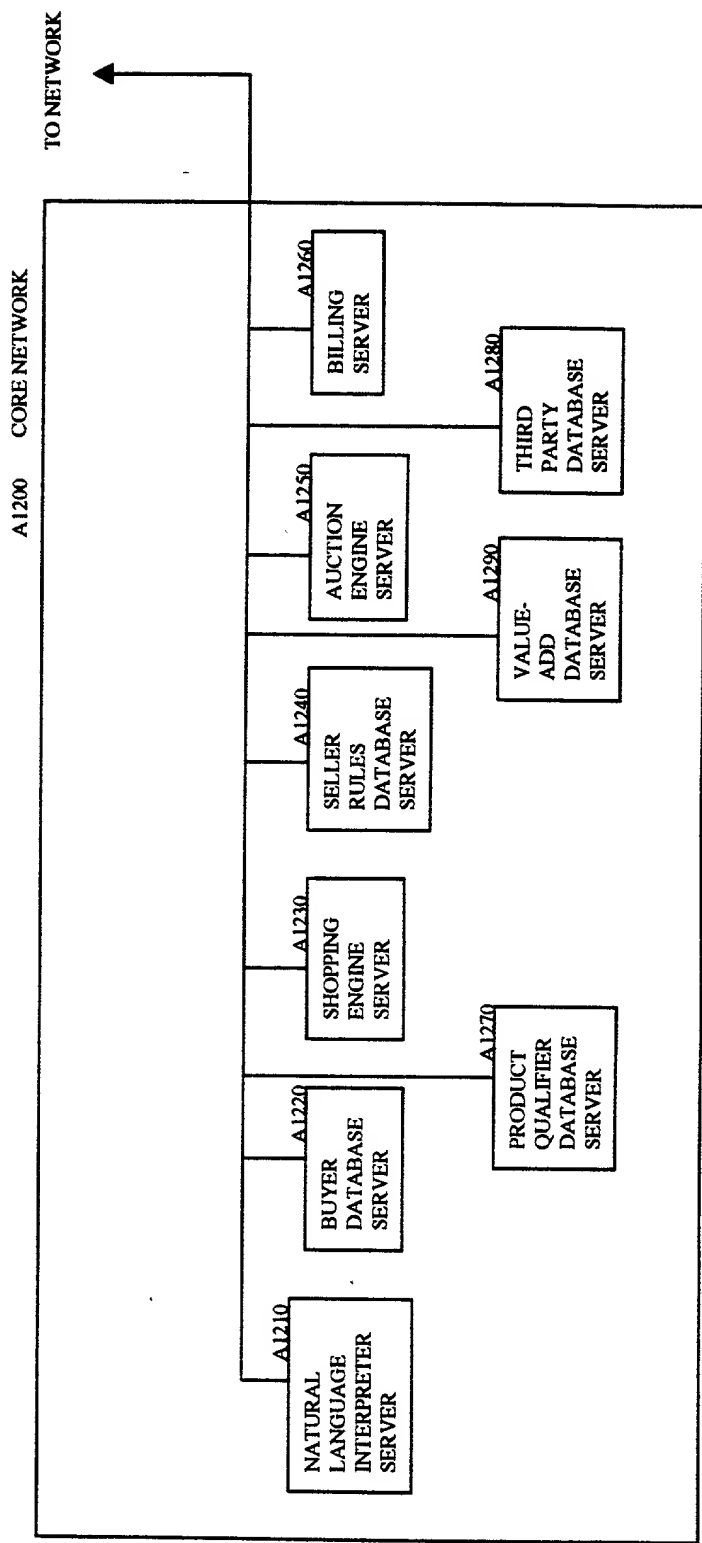 TO NETWORK
A1200 CORE NETWORK
A1210
NATURAL
LANGUAGE
INTERPRETER
SERVER
A1220
BUYER
DATABASE
SERVER
A1230
SHOPPING
ENGINE
SERVER
A1240
SELLER
RULES
DATABASE
SERVER
A1250
AUCTION
ENGINE
SERVER
A1260
BILLING
SERVER
A1270
PRODUCT
QUALIFIER
DATABASE
SERVER
A1290
VALUE-
ADD
DATABASE
SERVER
A1280
THIRD
PARTY
DATABASE
SERVER